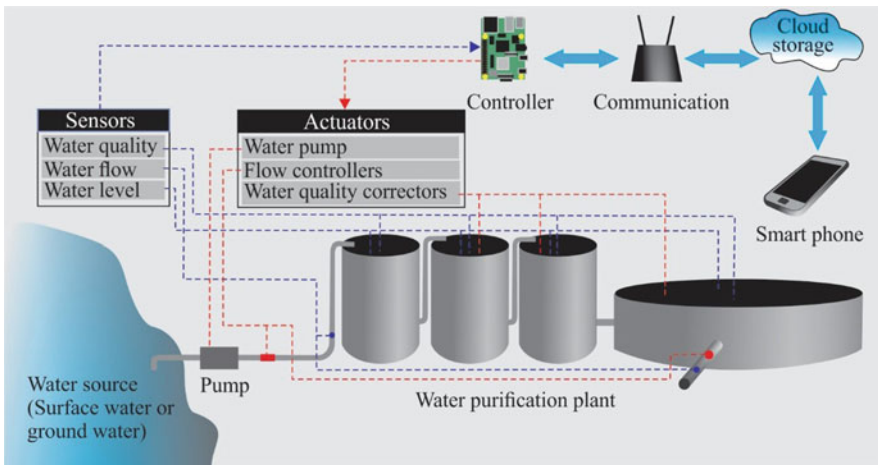 Cloud
storage
Controller
Communication
Sensors
Water quality
Water flow
Water level
Actuators
Water pump
Flow controllers
Water quality correctors
Smart phone
Pump
Water source
(Surface water or
ground water)
Water purification plant